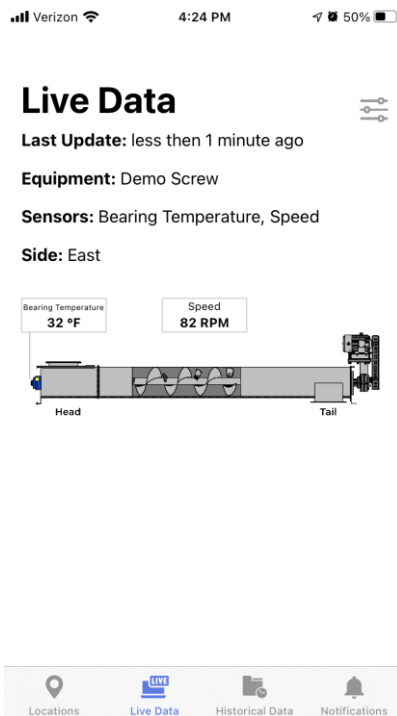 Verizon 4:24 PM 50%
Live Data
Last Update: less then 1 minute ago
Equipment: Demo Screw
Sensors: Bearing Temperature, Speed
Side: East
Bearing Temperature Speed
32 °F 82 RPM
Head Tail
LIVE
Locations Live Data Historical Data Notifications